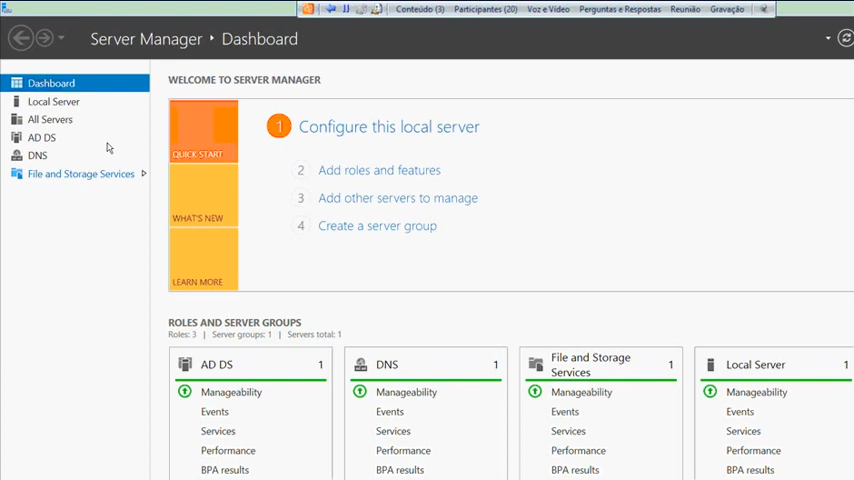 Conteúdo (3) Participantes (20) Voz e Vídeo Perguntas e Respostas Reunião Gravação
Server Manager Dashboard
Dashboard
Local Server
All Servers
AD DS
DNS
File and Storage Services
WELCOME TO SERVER MANAGER
QUICK START
WHAT'S NEW
LEARN MORE
1 Configure this local server
2 Add roles and features
3 Add other servers to manage
4 Create a server group
ROLES AND SERVER GROUPS
Roles: 3 | Server groups: 1 | Servers total: 1
AD DS 1
Manageability
Events
Services
Performance
BPA results
DNS 1
Manageability
Events
Services
Performance
BPA results
File and Storage
Services 1
Manageability
Events
Services
Performance
BPA results
Local Server 1
Manageability
Events
Services
Performance
BPA results